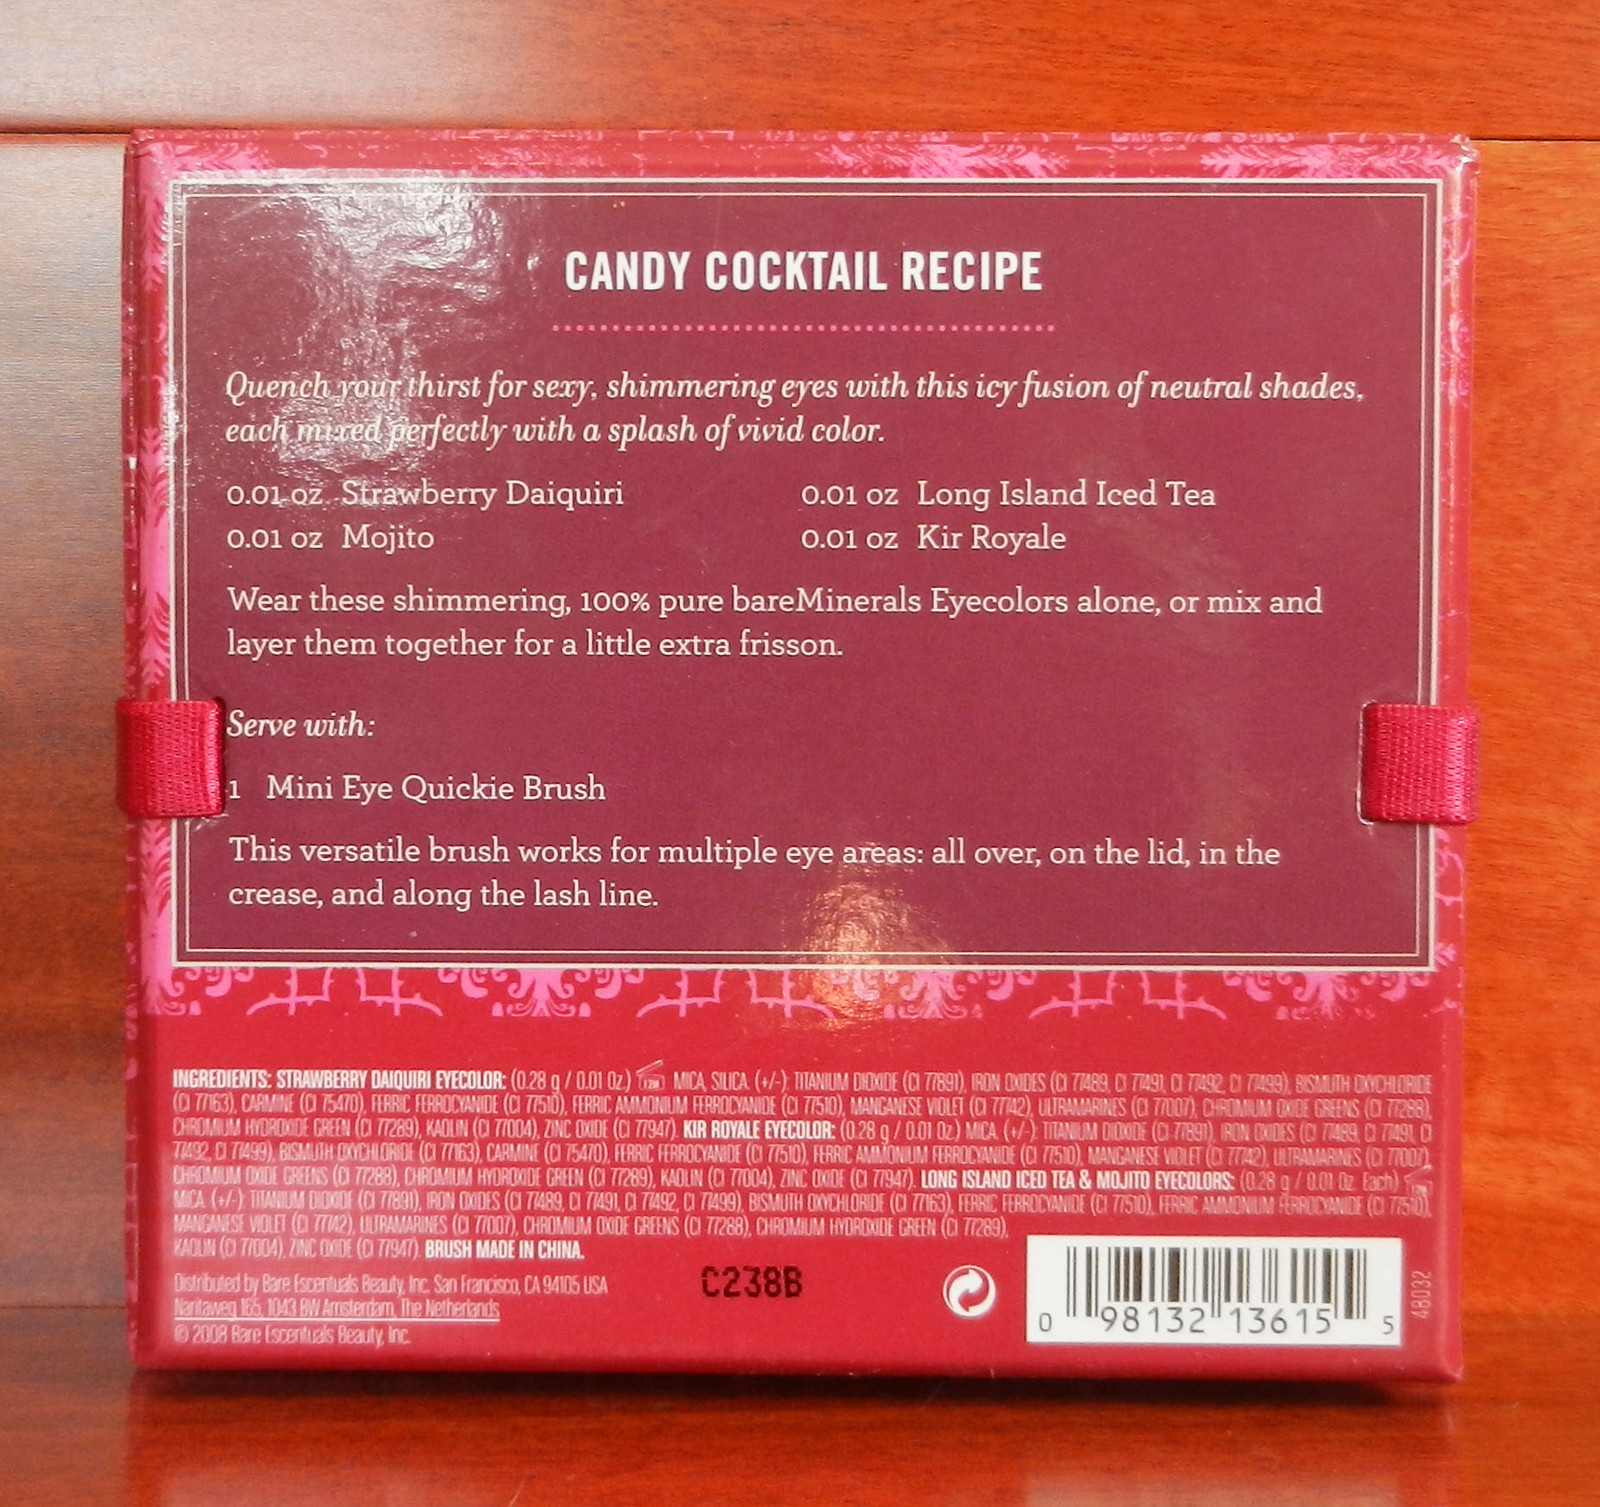 CANDY COCKTAIL RECIPE
Quench your thirst for sexy, shimmering eyes with this icy fusion of neutral shades,
each mixed perfectly with a splash of vivid color.
0.01 oz Strawberry Daiquiri
0.01 oz Long Island Iced Tea
0.01 oz Mojito
0.01 oz Kir Royale
Wear these shimmering, 100% pure bareMinerals Eyecolors alone, or mix and
layer them together for a little extra frisson.
Serve with:
1 Mini Eye Quickie Brush
This versatile brush works for multiple eye areas: all over, on the lid, in the
crease, and along the lash line.
INGREDIENTS: STRAWBERRY DAIQUIRI EYECOLOR: (0.28 g / 0.01 Oz.) 12M MICA, SILICA. (+/-): TITANIUM DIOXIDE (CI 77891), IRON OXIDES (CI 77489, CI 77491, CI 77492, CI 77499), BISMUTH OXYCHLORIDE
(CI 77163), CARMINE (CI 75470), FERRIC FERROCYANIDE (CI 77510), FERRIC AMMONIUM FERROCYANIDE (CI 77510), MANGANESE VIOLET (CI 77742), ULTRAMARINES (CI 77007), CHROMIUM OXIDE GREENS (CI 77288),
CHROMIUM HYDROXIDE GREEN (CI 77289), KAOLIN (CI 77004), ZINC OXIDE (CI 77947). KIR ROYALE EYECOLOR: (0.28 g / 0.01 Oz.) MICA. (+/-): TITANIUM DIOXIDE (CI 77891), IRON OXIDES (CI 77489, CI 77491, CI
77492, CI 77499), BISMUTH OXYCHLORIDE (CI 77163), CARMINE (CI 75470), FERRIC FERROCYANIDE (CI 77510), FERRIC AMMONIUM FERROCYANIDE (CI 77510), MANGANESE VIOLET (CI 77742), ULTRAMARINES (CI 77007),
CHROMIUM OXIDE GREENS (CI 77288), CHROMIUM HYDROXIDE GREEN (CI 77289), KAOLIN (CI 77004), ZINC OXIDE (CI 77947). LONG ISLAND ICED TEA & MOJITO EYECOLORS: (0.28 g / 0.01 Oz. Each)
MICA. (+/-): TITANIUM DIOXIDE (CI 77891), IRON OXIDES (CI 77489, CI 77491, CI 77492, CI 77499), BISMUTH OXYCHLORIDE (CI 77163), FERRIC FERROCYANIDE (CI 77510), FERRIC AMMONIUM FERROCYANIDE (CI 77510),
MANGANESE VIOLET (CI 77742), ULTRAMARINES (CI 77007), CHROMIUM OXIDE GREENS (CI 77288), CHROMIUM HYDROXIDE GREEN (CI 77289),
KAOLIN (CI 77004), ZINC OXIDE (CI 77947). BRUSH MADE IN CHINA.
Distributed by Bare Escentuals Beauty, Inc. San Francisco, CA 94105 USA
Naritaweg 165, 1043 BW Amsterdam, The Netherlands
© 2008 Bare Escentuals Beauty, Inc.
C238B
0 98132 13615 5
48032